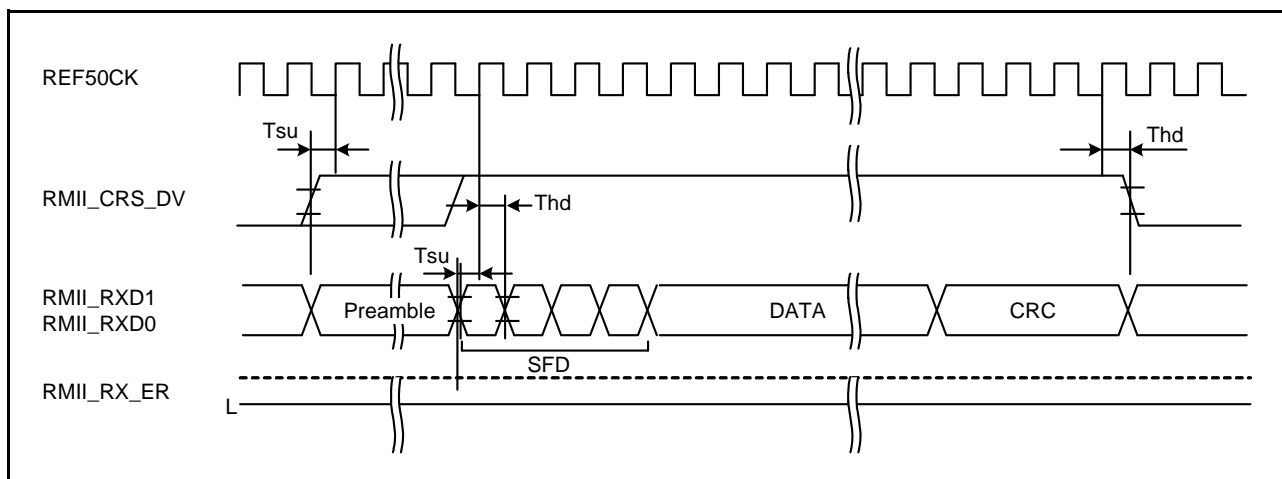 REF50CK
Tsu
Thd
RMII_CRS_DV
Thd
Tsu
RMII_RXD1
RMII_RXD0
Preamble
DATA
CRC
SFD
RMII_RX_ER
L